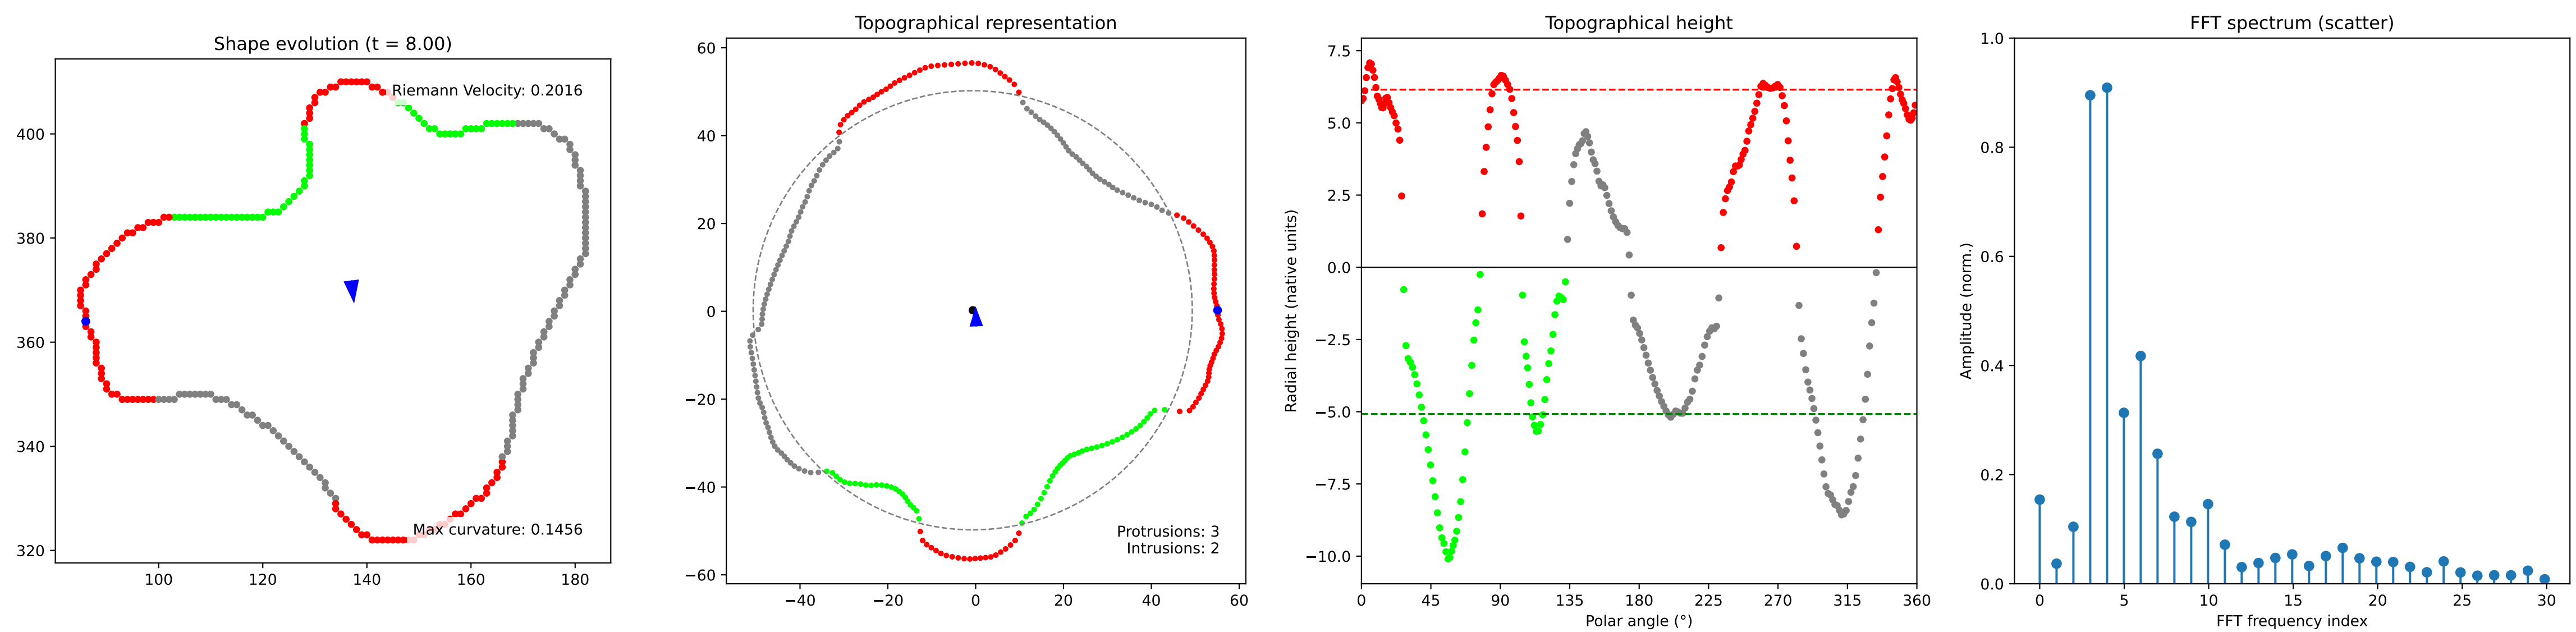 Shape evolution (t = 8.00)
Riemann Velocity: 0.2016
Max curvature: 0.1456
400
380
360
340
320
100 120 140 160 180
Topographical representation
60
40
20
0
−20
−40
−60
−40 −20 0 20 40 60
Protrusions: 3
Intrusions: 2
Topographical height
Radial height (native units)
7.5
5.0
2.5
0.0
−2.5
−5.0
−7.5
−10.0
0 45 90 135 180 225 270 315 360
Polar angle (°)
FFT spectrum (scatter)
Amplitude (norm.)
1.0
0.8
0.6
0.4
0.2
0.0
0 5 10 15 20 25 30
FFT frequency index